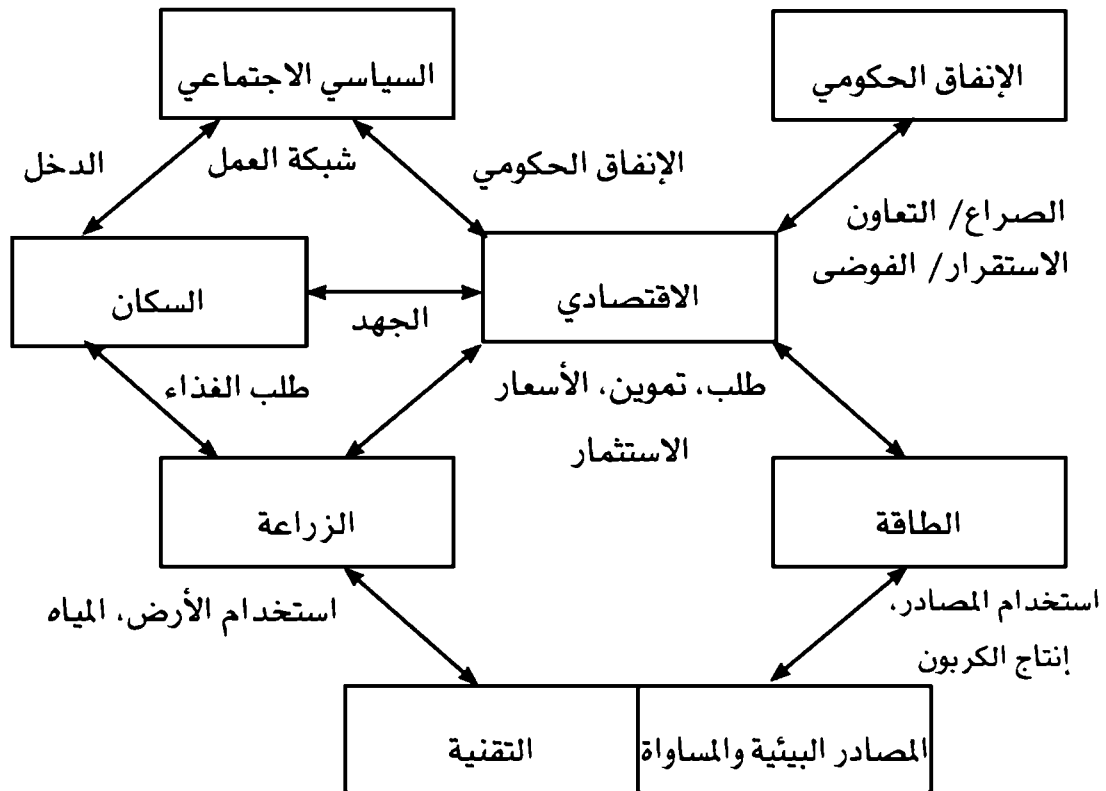 السياسي الاجتماعي
الإنفاق الحكومي
الدخل
شبكة العمل
الإنفاق الحكومي
الصراع/ التعاون
الاستقرار/ الفوضى
السكان
الجهد
الاقتصادي
طلب الغذاء
طلب، تموين، الأسعار
الاستثمار
الزراعة
الطاقة
استخدام الأرض، المياه
استخدام المصادر،
إنتاج الكربون
التقنية
المصادر البيئية والمساواة